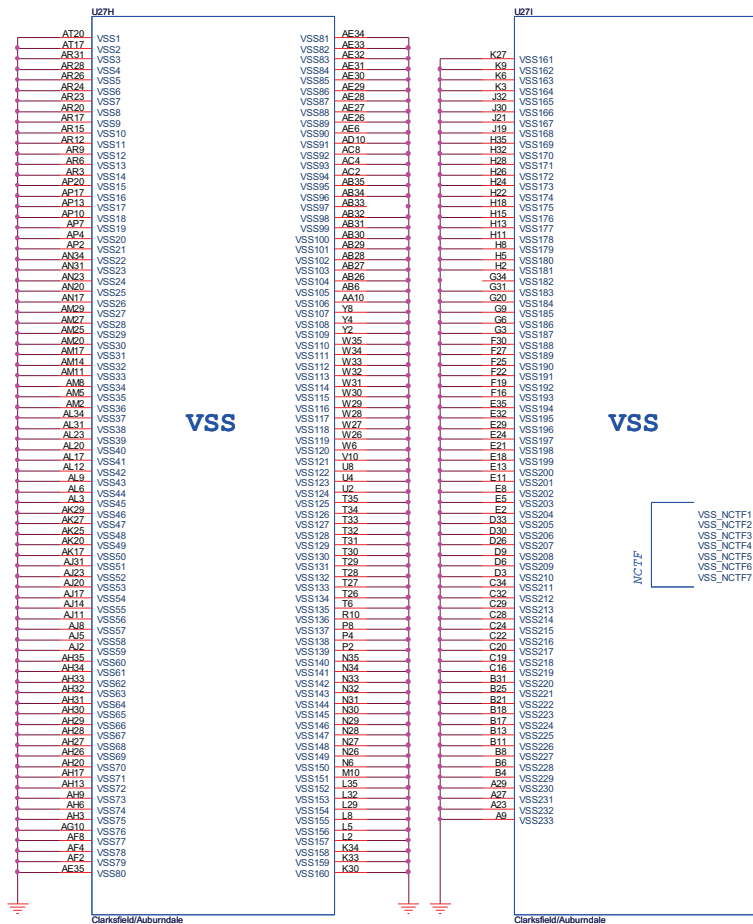 U27H
AT20 VSS1
AT17 VSS2
AR31 VSS3
AR28 VSS4
AR26 VSS5
AR24 VSS6
AR23 VSS7
AR20 VSS8
AR17 VSS9
AR15 VSS10
AR12 VSS11
AR9 VSS12
AR6 VSS13
AR3 VSS14
AP20 VSS15
AP17 VSS16
AP13 VSS17
AP10 VSS18
AP7 VSS19
AP4 VSS20
AP2 VSS21
AN34 VSS22
AN31 VSS23
AN23 VSS24
AN20 VSS25
AN17 VSS26
AM29 VSS27
AM27 VSS28
AM25 VSS29
AM20 VSS30
AM17 VSS31
AM14 VSS32
AM11 VSS33
AM8 VSS34
AM5 VSS35
AM2 VSS36
AL34 VSS37
AL31 VSS38
AL23 VSS39
AL20 VSS40
AL17 VSS41
AL12 VSS42
AL9 VSS43
AL6 VSS44
AL3 VSS45
AK29 VSS46
AK27 VSS47
AK25 VSS48
AK20 VSS49
AK17 VSS50
AJ31 VSS51
AJ23 VSS52
AJ20 VSS53
AJ17 VSS54
AJ14 VSS55
AJ11 VSS56
AJ8 VSS57
AJ5 VSS58
AJ2 VSS59
AH35 VSS60
AH34 VSS61
AH33 VSS62
AH32 VSS63
AH31 VSS64
AH30 VSS65
AH29 VSS66
AH28 VSS67
AH27 VSS68
AH26 VSS69
AH20 VSS70
AH17 VSS71
AH13 VSS72
AH9 VSS73
AH6 VSS74
AH3 VSS75
AG10 VSS76
AF8 VSS77
AF4 VSS78
AF2 VSS79
AE35 VSS80
VSS
VSS81 AE34
VSS82 AE33
VSS83 AE32
VSS84 AE31
VSS85 AE30
VSS86 AE29
VSS87 AE28
VSS88 AE27
VSS89 AE26
VSS90 AE6
VSS91 AD10
VSS92 AC8
VSS93 AC4
VSS94 AC2
VSS95 AB35
VSS96 AB34
VSS97 AB33
VSS98 AB32
VSS99 AB31
VSS100 AB30
VSS101 AB29
VSS102 AB28
VSS103 AB27
VSS104 AB26
VSS105 AB6
VSS106 AA10
VSS107 Y8
VSS108 Y4
VSS109 Y2
VSS110 W35
VSS111 W34
VSS112 W33
VSS113 W32
VSS114 W31
VSS115 W30
VSS116 W29
VSS117 W28
VSS118 W27
VSS119 W26
VSS120 W6
VSS121 V10
VSS122 U8
VSS123 U4
VSS124 U2
VSS125 T35
VSS126 T34
VSS127 T33
VSS128 T32
VSS129 T31
VSS130 T30
VSS131 T29
VSS132 T28
VSS133 T27
VSS134 T26
VSS135 T6
VSS136 R10
VSS137 P8
VSS138 P4
VSS139 P2
VSS140 N35
VSS141 N34
VSS142 N33
VSS143 N32
VSS144 N31
VSS145 N30
VSS146 N29
VSS147 N28
VSS148 N27
VSS149 N26
VSS150 N6
VSS151 M10
VSS152 L35
VSS153 L32
VSS154 L29
VSS155 L8
VSS156 L5
VSS157 L2
VSS158 K34
VSS159 K33
VSS160 K30
Clarksfield/Auburndale
U27I
K27 VSS161
K9 VSS162
K6 VSS163
K3 VSS164
J32 VSS165
J30 VSS166
J21 VSS167
J19 VSS168
H35 VSS169
H32 VSS170
H28 VSS171
H26 VSS172
H24 VSS173
H22 VSS174
H18 VSS175
H15 VSS176
H13 VSS177
H11 VSS178
H8 VSS179
H5 VSS180
H2 VSS181
G34 VSS182
G31 VSS183
G20 VSS184
G9 VSS185
G6 VSS186
G3 VSS187
F30 VSS188
F27 VSS189
F25 VSS190
F22 VSS191
F19 VSS192
F16 VSS193
E35 VSS194
E32 VSS195
E29 VSS196
E24 VSS197
E21 VSS198
E18 VSS199
E13 VSS200
E11 VSS201
E8 VSS202
E5 VSS203
E2 VSS204
D33 VSS205
D30 VSS206
D26 VSS207
D9 VSS208
D6 VSS209
D3 VSS210
C34 VSS211
C32 VSS212
C29 VSS213
C28 VSS214
C24 VSS215
C22 VSS216
C20 VSS217
C19 VSS218
C16 VSS219
B31 VSS220
B25 VSS221
B21 VSS222
B18 VSS223
B17 VSS224
B13 VSS225
B11 VSS226
B8 VSS227
B6 VSS228
B4 VSS229
A29 VSS230
A27 VSS231
A23 VSS232
A9 VSS233
VSS
NCTF
VSS_NCTF1
VSS_NCTF2
VSS_NCTF3
VSS_NCTF4
VSS_NCTF5
VSS_NCTF6
VSS_NCTF7
Clarksfield/Auburndale